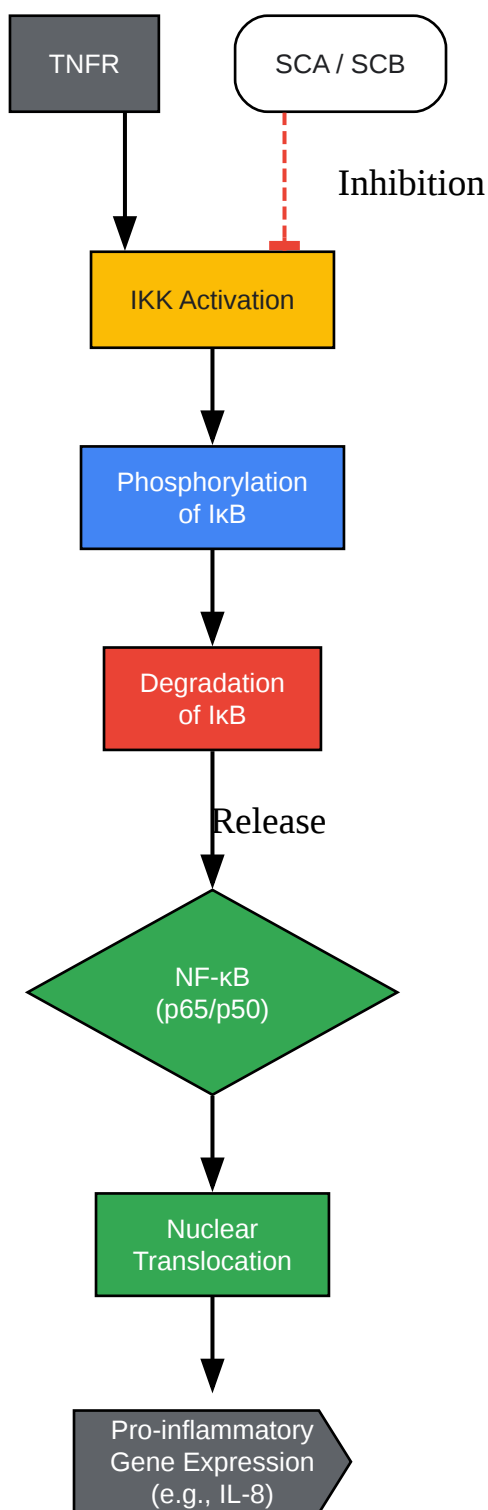 TNFR
SCA / SCB
Inhibition
IKK Activation
Phosphorylation
of IκB
Degradation
of IκB
Release
NF-κB
(p65/p50)
Nuclear
Translocation
Pro-inflammatory
Gene Expression
(e.g., IL-8)